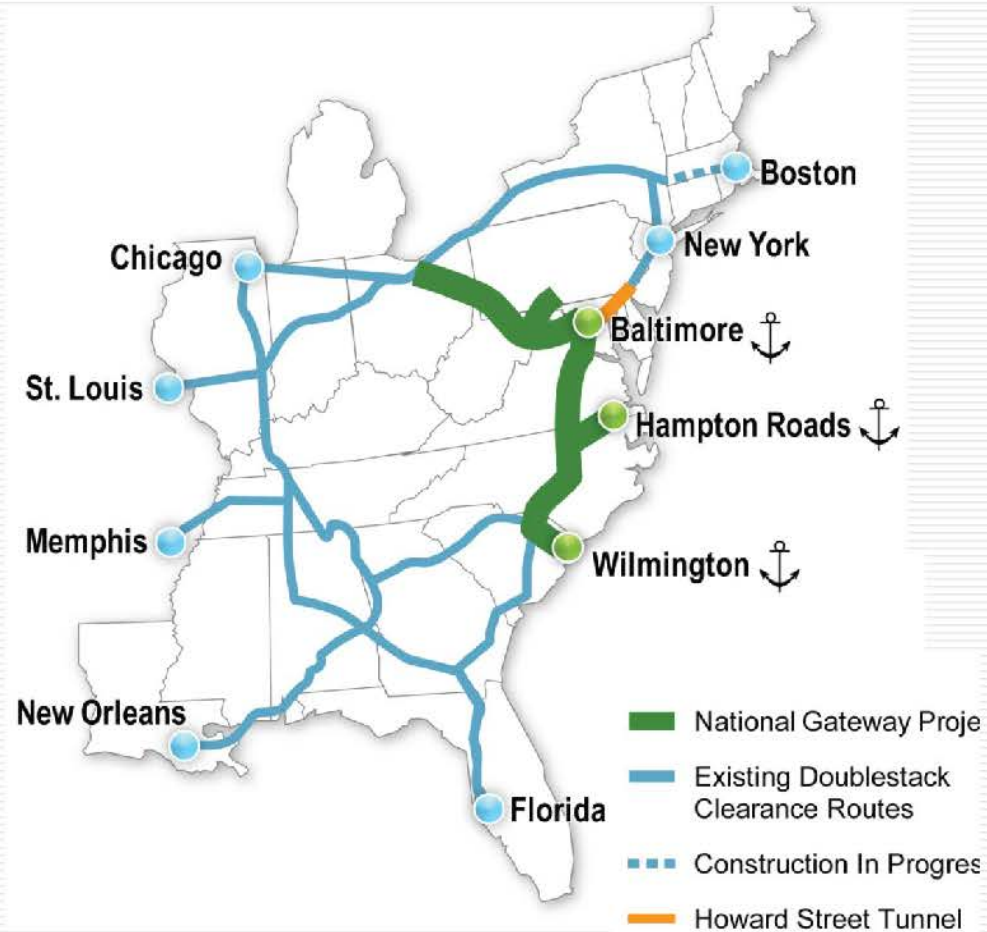 Boston
New York
Chicago
Baltimore
St. Louis
Hampton Roads
Memphis
Wilmington
New Orleans
National Gateway Proje
Existing Doublestack
Clearance Routes
Florida
Construction In Progres
Howard Street Tunnel